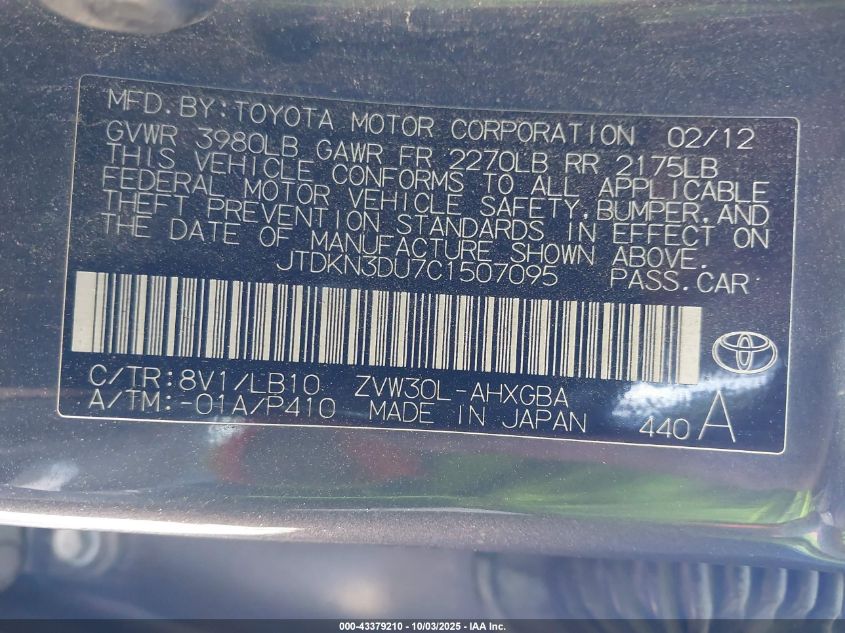 MFD.BY:TOYOTA MOTOR CORPORATION 02/12
GVWR 3980LB GAWR FR 2270LB RR 2175LB
THIS VEHICLE CONFORMS TO ALL APPLICABLE
FEDERAL MOTOR VEHICLE SAFETY,BUMPER,AND
THEFT PREVENTION STANDARDS IN EFFECT ON
THE DATE OF MANUFACTURE SHOWN ABOVE.
JTDKN3DU7C1507095 PASS.CAR
C/TR:8V1/LB10 ZVW30L-AHXGBA
A/TM:-01A/P410 MADE IN JAPAN 440 A
000-43379210 - 10/03/2025 - IAA Inc.